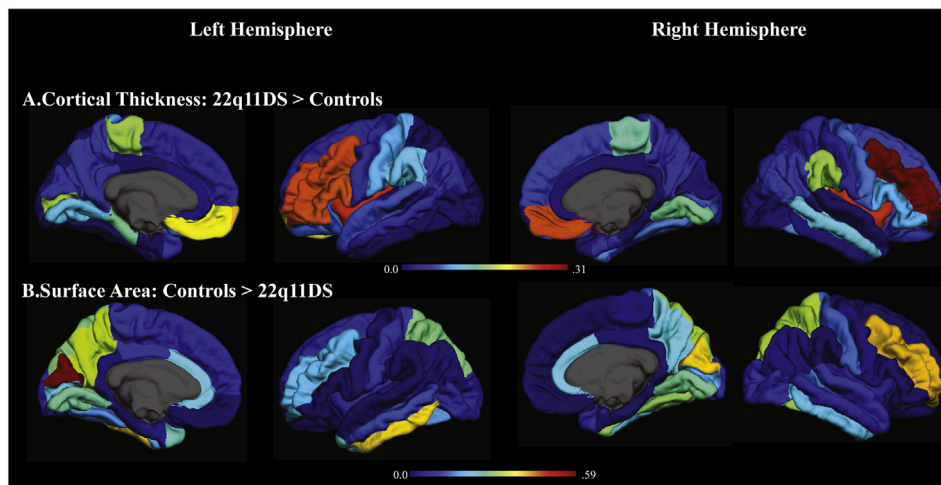 Left Hemisphere
Right Hemisphere
A.Cortical Thickness: 22q11DS > Controls
0.0
.31
B.Surface Area: Controls > 22q11DS
0.0
.59